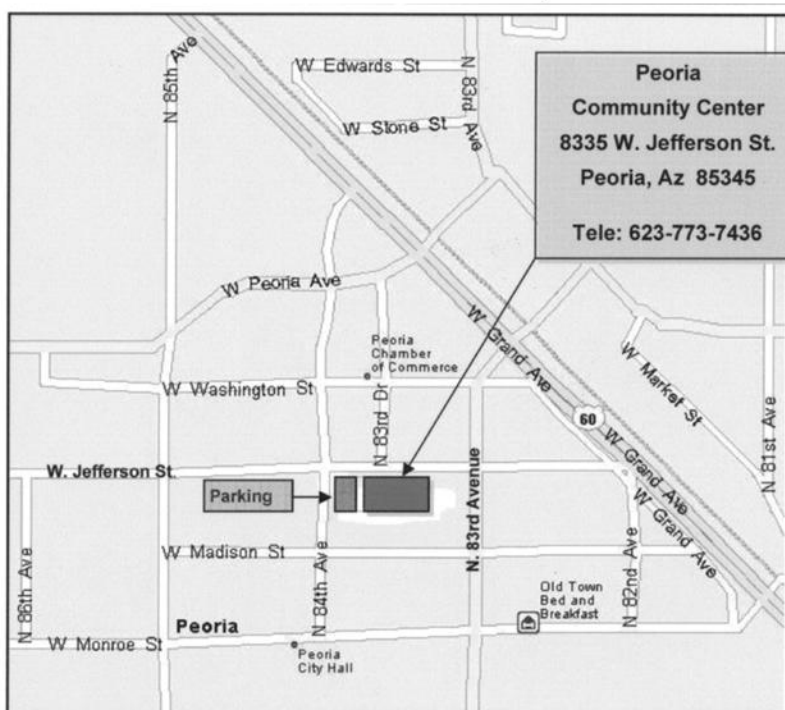 N 85th Ave
W Edwards St
N 83rd Ave
W Stone St
Peoria
Community Center
8335 W. Jefferson St.
Peoria, Az 85345
Tele: 623-773-7436
W Peoria Ave
W Grand Ave
Peoria
Chamber
of Commerce
W Washington St
N 83rd Dr
60
W Market St
N 81st Ave
W. Jefferson St.
W Grand Ave
W Grand Ave
Parking
N 86th Ave
W Madison St
N 84th Ave
N. 83rd Avenue
N 82nd Ave
Old Town
Bed and
Breakfast
W Monroe St
Peoria
Peoria
City Hall